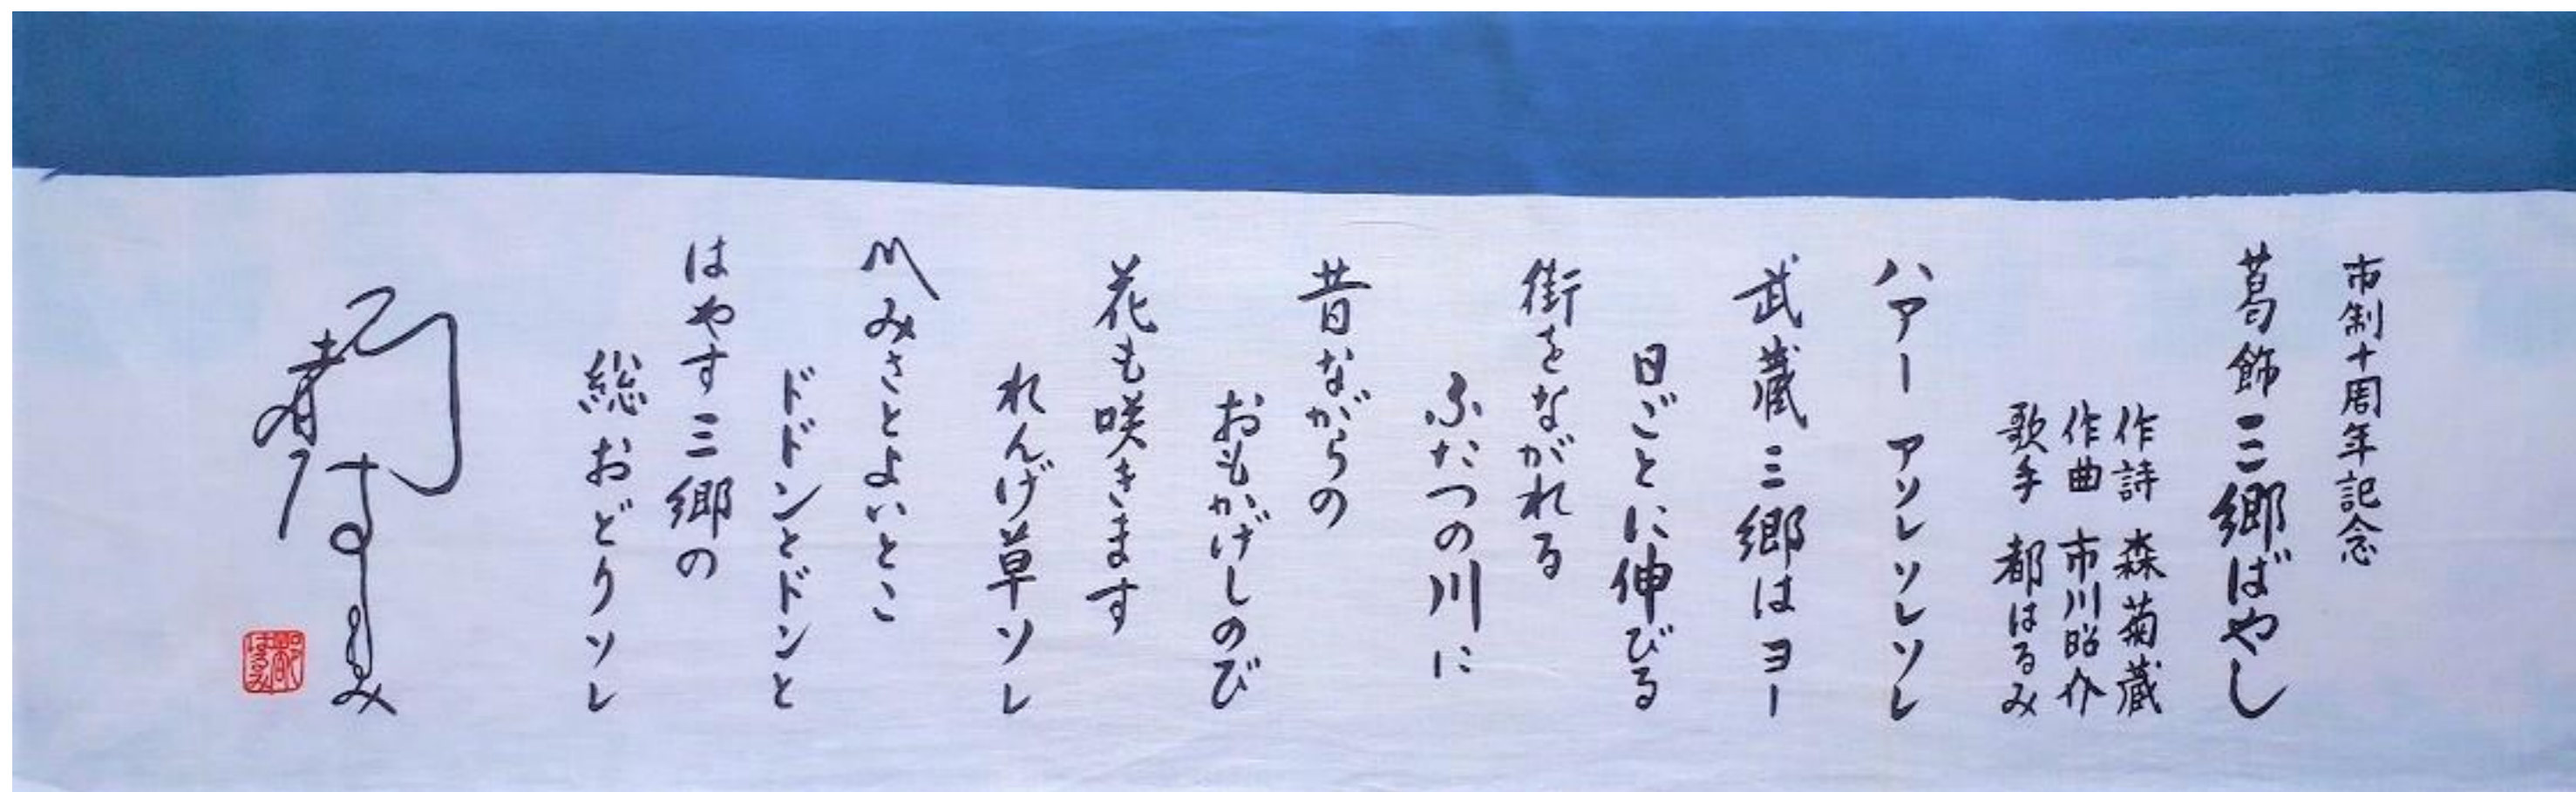 市制十周年記念
葛飾三郷ばやし
作詩 森菊蔵
作曲 市川昭介
歌手 都はるみ
ハアー アソレソレソレ
武蔵三郷はヨー
日ごとに伸びる
街をながれる
ふたつの川に
昔ながらの
おもかげしのび
花も咲きます
れんげ草ソレ
〽みさとよいとこ
ドドンとドンと
はやす三郷の
総おどりソレ
都はるみ
都はるみ